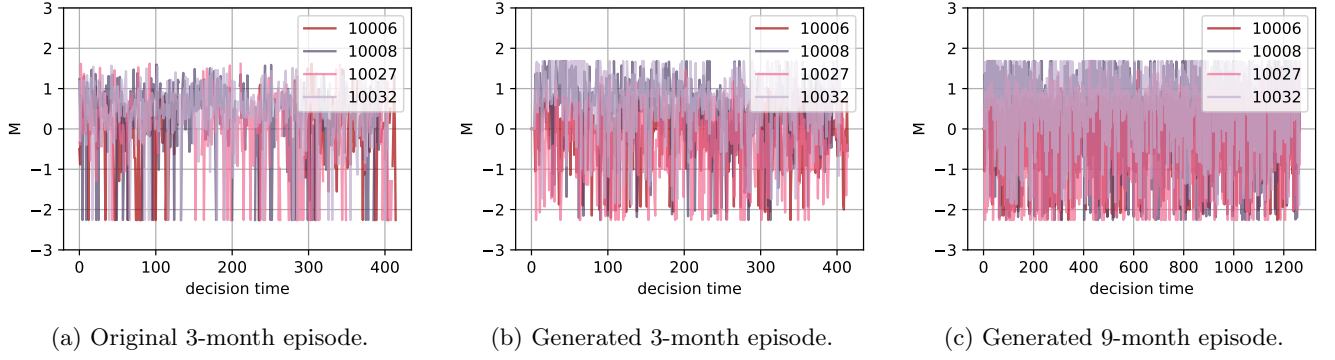 3
2
1
0
−1
−2
−3
M
0 100 200 300 400
decision time
10006
10008
10027
10032
(a) Original 3-month episode.
3
2
1
0
−1
−2
−3
M
0 100 200 300 400
decision time
10006
10008
10027
10032
(b) Generated 3-month episode.
3
2
1
0
−1
−2
−3
M
0 200 400 600 800 1000 1200
decision time
10006
10008
10027
10032
(c) Generated 9-month episode.